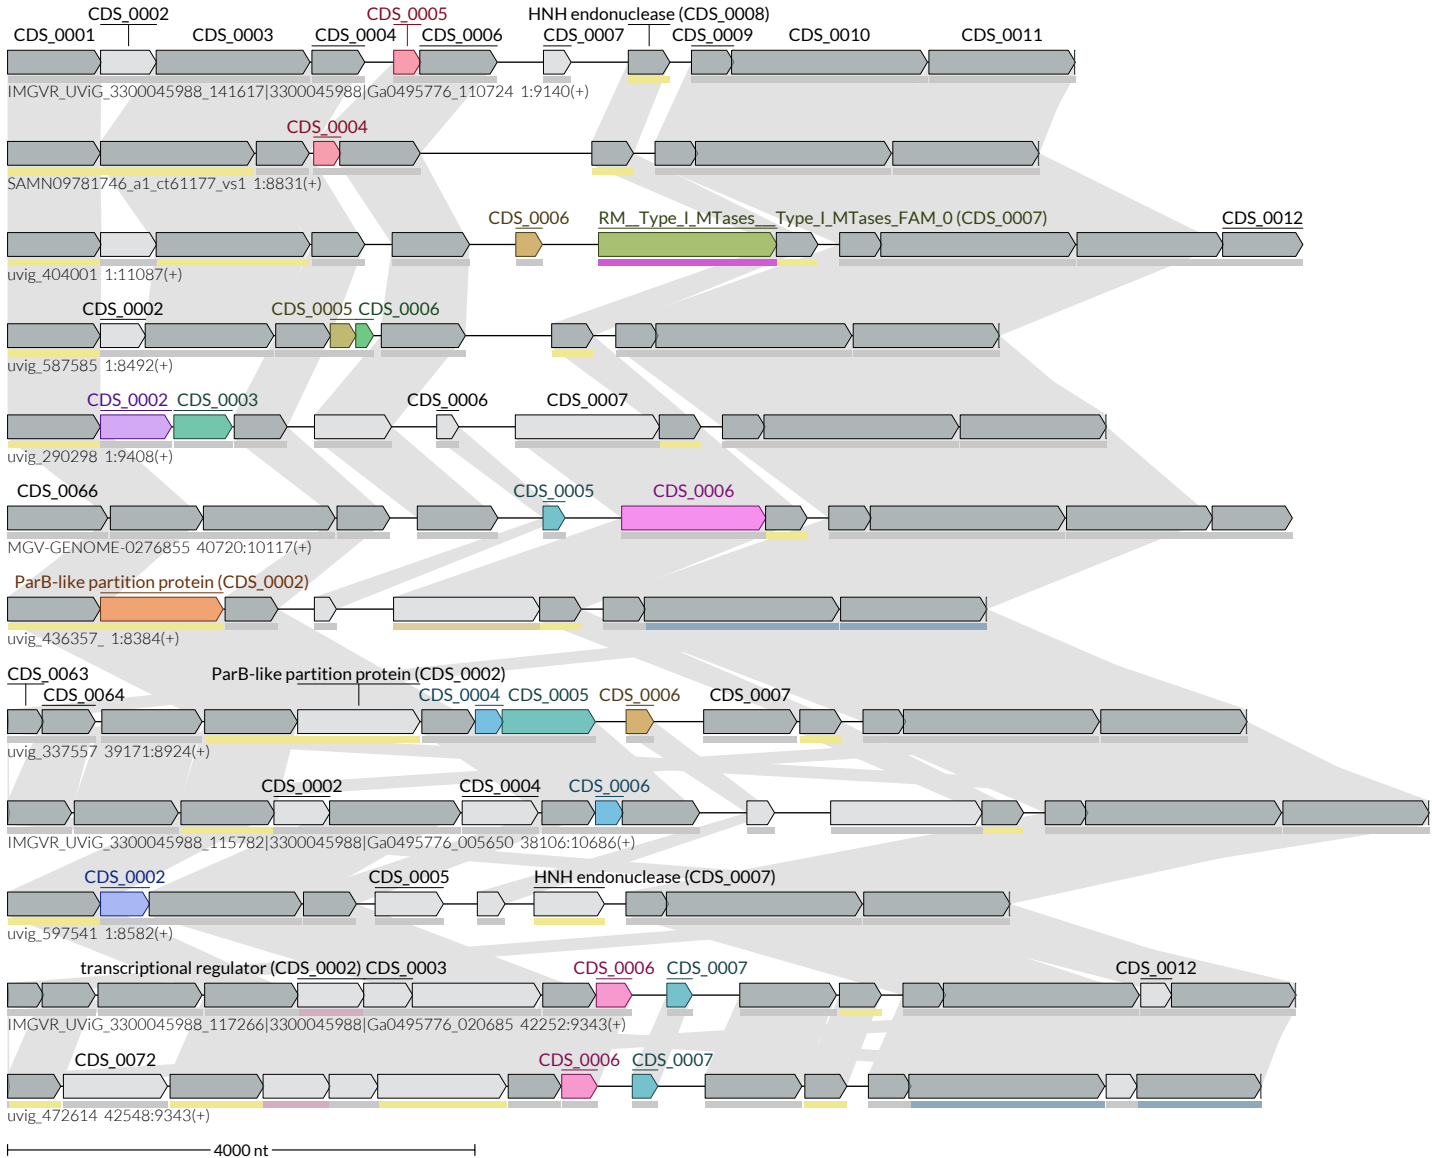 CDS_0002 CDS_0005 HNH endonuclease (CDS_0008)
CDS_0001 CDS_0003 CDS_0004 CDS_0006 CDS_0007 CDS_0009 CDS_0010 CDS_0011
IMGVR_UViG_3300045988_141617|3300045988|Ga0495776_110724 1:9140(+)
CDS_0004
SAMN09781746_a1_ct61177_vs1 1:8831(+)
CDS_0006 RM__Type_I_MTases___Type_I_MTases_FAM_0 (CDS_0007) CDS_0012
uvig_404001 1:11087(+)
CDS_0002 CDS_0005 CDS_0006
uvig_587585 1:8492(+)
CDS_0002 CDS_0003 CDS_0006 CDS_0007
uvig_290298 1:9408(+)
CDS_0066 CDS_0005 CDS_0006
MGV-GENOME-0276855 40720:10117(+)
ParB-like partition protein (CDS_0002)
uvig_436357_ 1:8384(+)
CDS_0063 ParB-like partition protein (CDS_0002)
CDS_0064 CDS_0004 CDS_0005 CDS_0006 CDS_0007
uvig_337557 39171:8924(+)
CDS_0002 CDS_0004 CDS_0006
IMGVR_UViG_3300045988_115782|3300045988|Ga0495776_005650 38106:10686(+)
CDS_0002 CDS_0005 HNH endonuclease (CDS_0007)
uvig_597541 1:8582(+)
transcriptional regulator (CDS_0002) CDS_0003 CDS_0006 CDS_0007 CDS_0012
IMGVR_UViG_3300045988_117266|3300045988|Ga0495776_020685 42252:9343(+)
CDS_0072 CDS_0006 CDS_0007
uvig_472614 42548:9343(+)
4000 nt